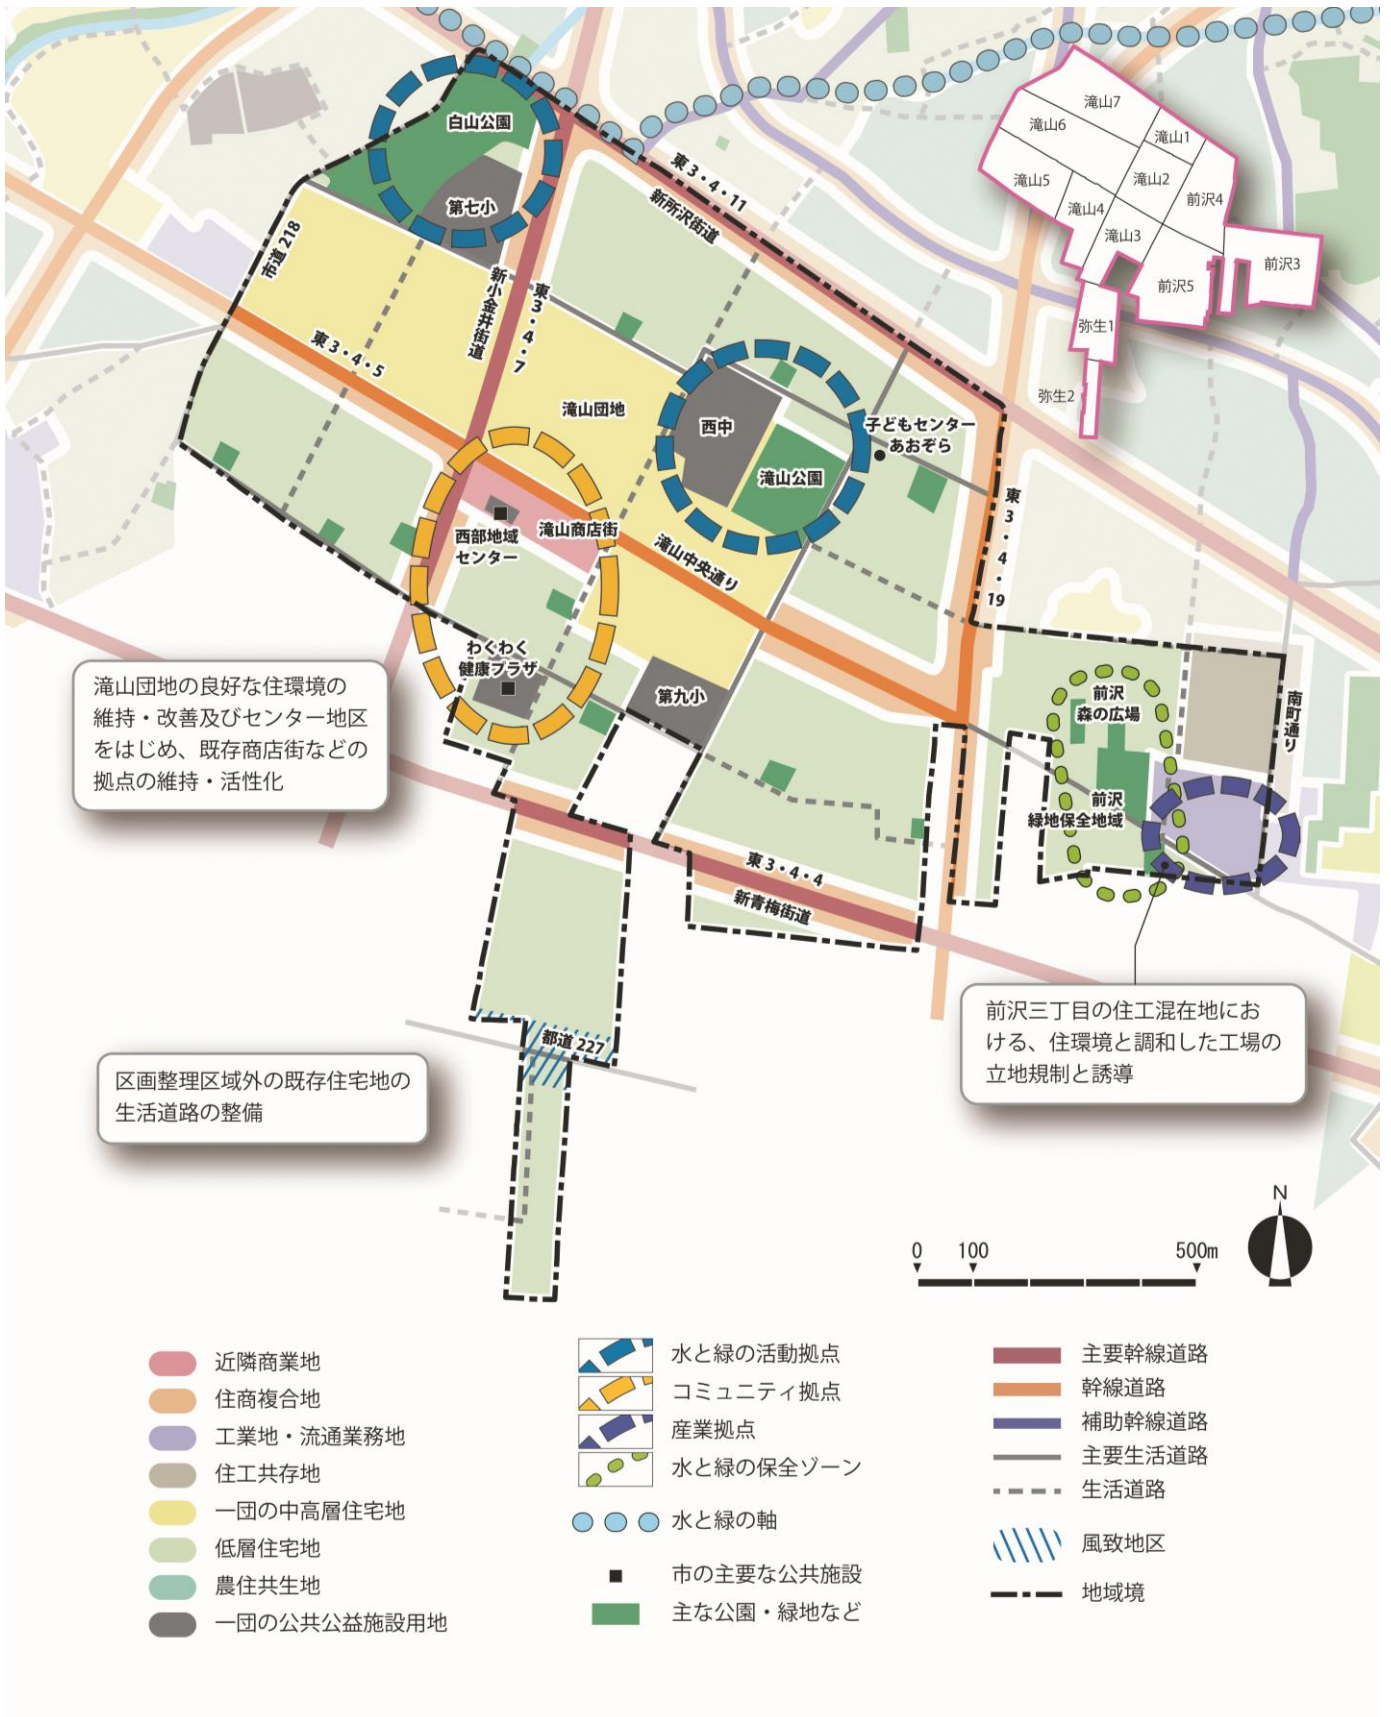 白山公園
第七小
市道 218
東 3・4・11
新所沢街道
新小金井街道
東3・4・7
東 3・4・5
滝山団地
西中
滝山公園
子どもセンター
あおぞら
東3・4・19
西部地域
センター
滝山商店街
滝山中央通り
わくわく
健康プラザ
第九小
前沢
森の広場
前沢
緑地保全地域
南町通り
東 3・4・4
新青梅街道
都道 227
滝山7
滝山6
滝山1
滝山5
滝山2
滝山4
前沢4
滝山3
前沢3
前沢5
弥生1
弥生2
滝山団地の良好な住環境の
維持・改善及びセンター地区
をはじめ、既存商店街などの
拠点の維持・活性化
区画整理区域外の既存住宅地の
生活道路の整備
前沢三丁目の住工混在地にお
ける、住環境と調和した工場の
立地規制と誘導
N
0 100 500m
近隣商業地
住商複合地
工業地・流通業務地
住工共存地
一団の中高層住宅地
低層住宅地
農住共生地
一団の公共公益施設用地
水と緑の活動拠点
コミュニティ拠点
産業拠点
水と緑の保全ゾーン
水と緑の軸
市の主要な公共施設
主な公園・緑地など
主要幹線道路
幹線道路
補助幹線道路
主要生活道路
生活道路
風致地区
地域境